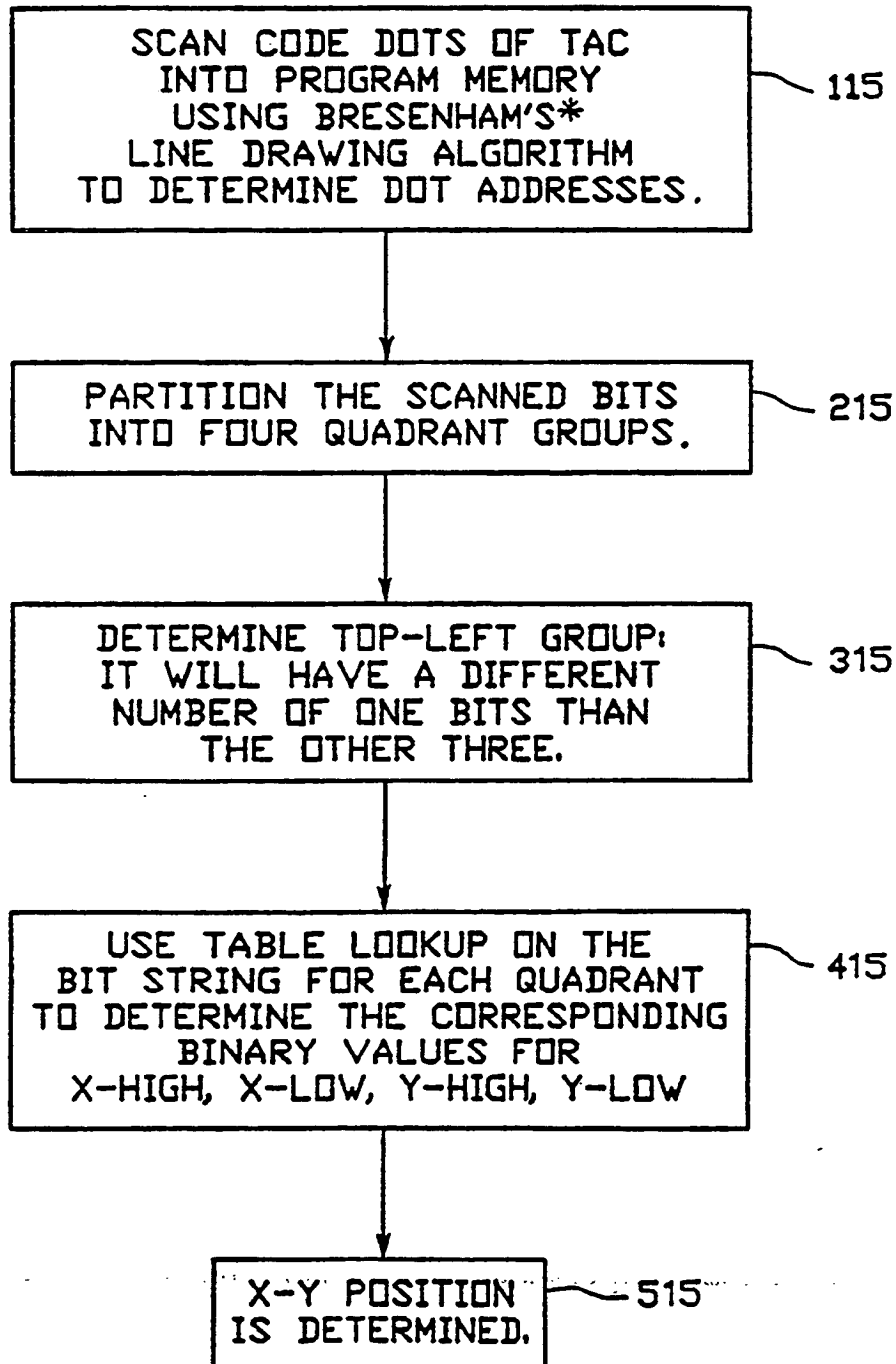 SCAN CODE DOTS OF TAC
INTO PROGRAM MEMORY
USING BRESENHAM'S*
LINE DRAWING ALGORITHM
TO DETERMINE DOT ADDRESSES.
115
PARTITION THE SCANNED BITS
INTO FOUR QUADRANT GROUPS.
215
DETERMINE TOP-LEFT GROUP:
IT WILL HAVE A DIFFERENT
NUMBER OF ONE BITS THAN
THE OTHER THREE.
315
USE TABLE LOOKUP ON THE
BIT STRING FOR EACH QUADRANT
TO DETERMINE THE CORRESPONDING
BINARY VALUES FOR
X-HIGH, X-LOW, Y-HIGH, Y-LOW
415
X-Y POSITION
IS DETERMINED.
515